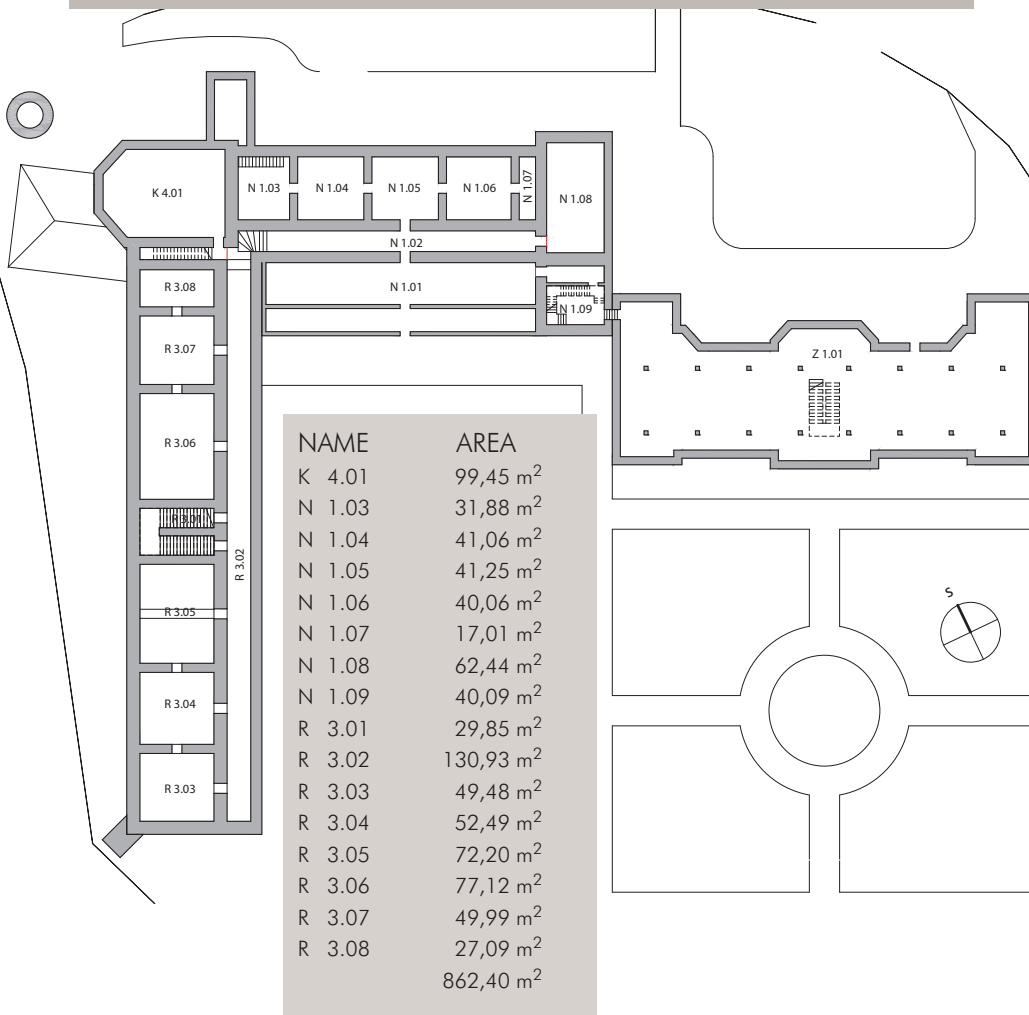 K 4.01
N 1.03
N 1.04
N 1.05
N 1.06
N 1.07
N 1.08
N 1.02
N 1.01
N 1.09
R 3.08
R 3.07
R 3.06
R 3.01
R 3.02
R 3.05
R 3.04
R 3.03
Z 1.01
S
NAME AREA
K 4.01 99,45 m²
N 1.03 31,88 m²
N 1.04 41,06 m²
N 1.05 41,25 m²
N 1.06 40,06 m²
N 1.07 17,01 m²
N 1.08 62,44 m²
N 1.09 40,09 m²
R 3.01 29,85 m²
R 3.02 130,93 m²
R 3.03 49,48 m²
R 3.04 52,49 m²
R 3.05 72,20 m²
R 3.06 77,12 m²
R 3.07 49,99 m²
R 3.08 27,09 m²
862,40 m²